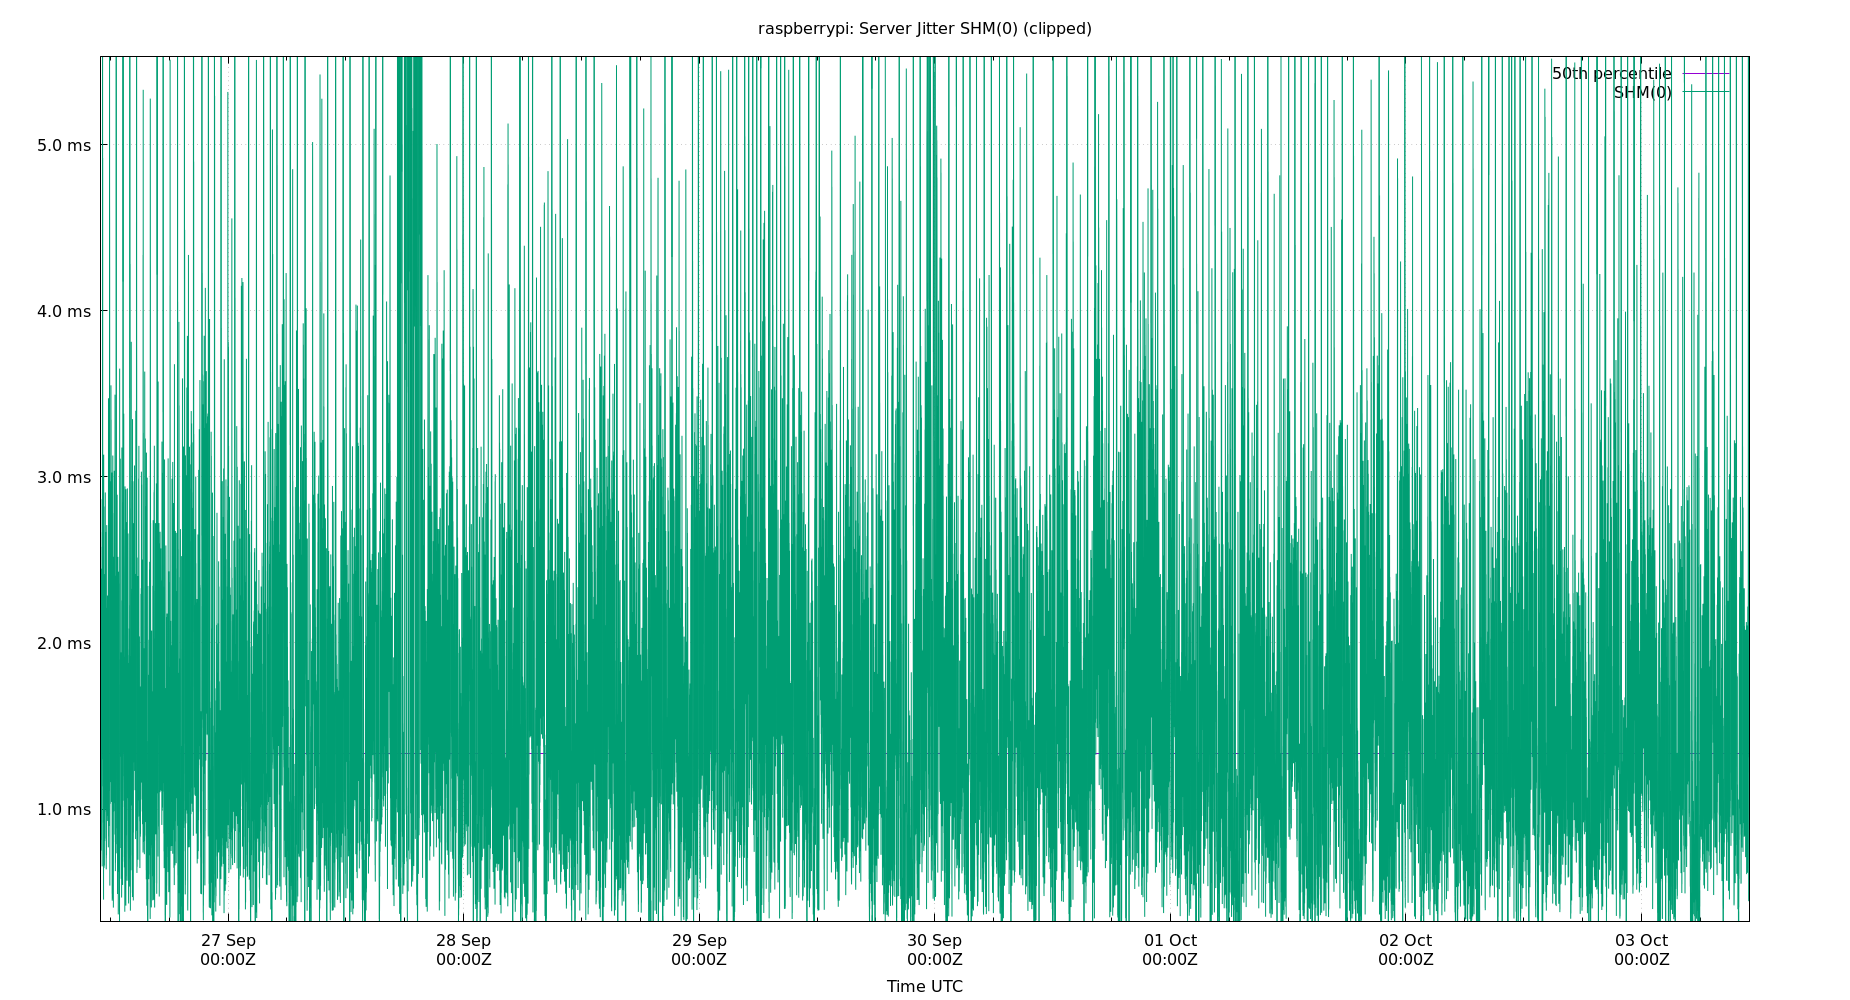 raspberrypi: Server Jitter SHM(0) (clipped)
50th percentile
SHM(0)
5.0 ms
4.0 ms
3.0 ms
2.0 ms
1.0 ms
27 Sep 28 Sep 29 Sep 30 Sep 01 Oct 02 Oct 03 Oct
00:00Z 00:00Z 00:00Z 00:00Z 00:00Z 00:00Z 00:00Z
Time UTC